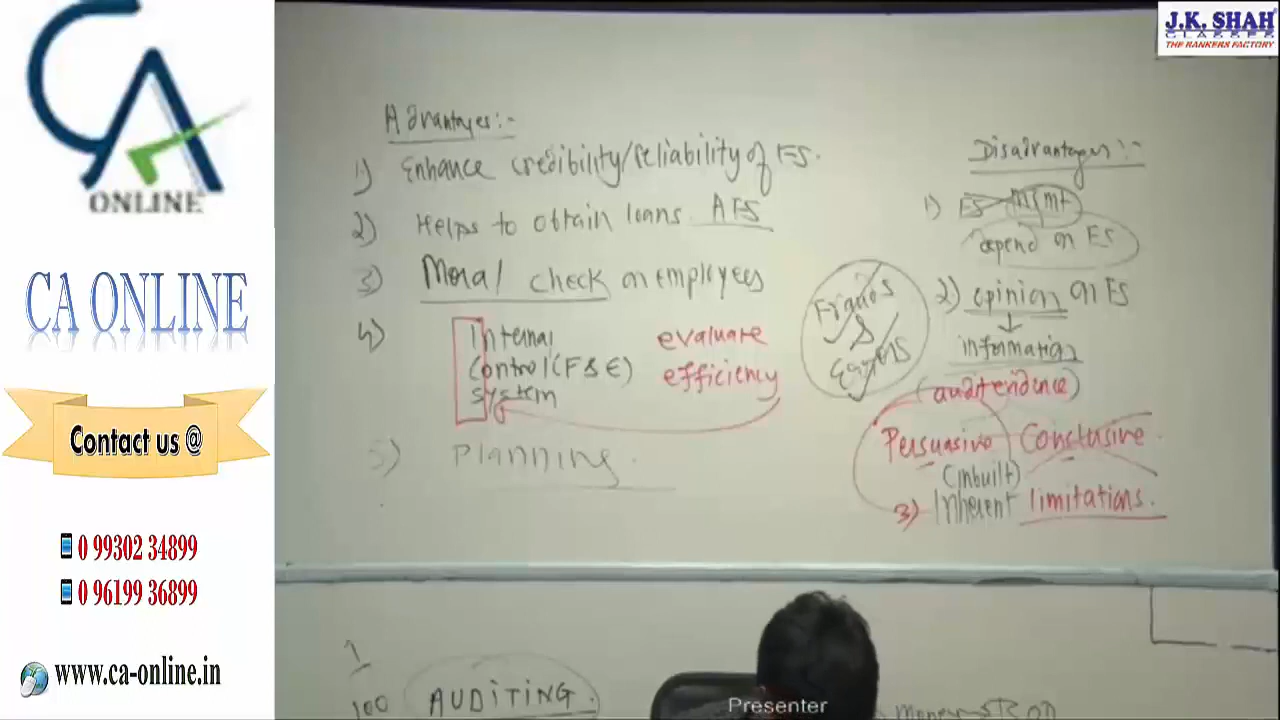 CA
ONLINE
CA ONLINE
Contact us @
0 99302 34899
0 96199 36899
www.ca-online.in
J.K. SHAH
CLASSES
THE RANKERS FACTORY
Advantages:-
1) Enhance credibility/reliability of FS.
2) Helps to obtain loans. AFS
3) Moral check on employees
4) Internal evaluate
Control (F&E) efficiency
system
5) Planning.
Frauds
&
Errors
Disadvantages:-
1) FS mgmt
depend on FS
2) opinion on FS
information
(audit evidence)
Persuasive Conclusive.
(inbuilt)
3) Inherent limitations.
1
100 AUDITING.
Presenter